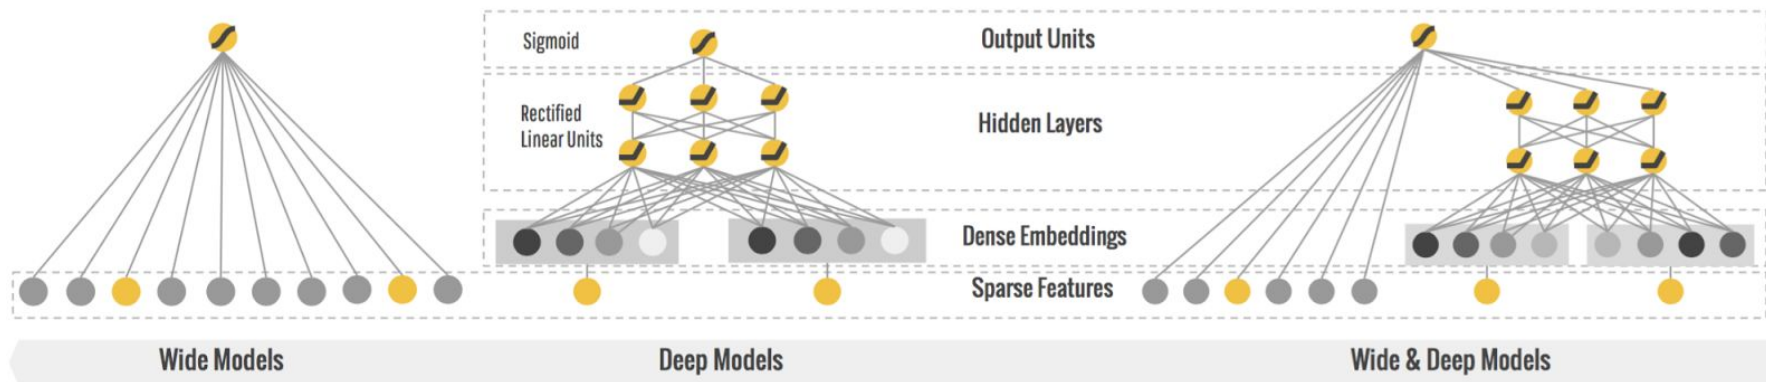 Sigmoid
Output Units
Rectified
Linear Units
Hidden Layers
Dense Embeddings
Sparse Features
Wide Models
Deep Models
Wide & Deep Models